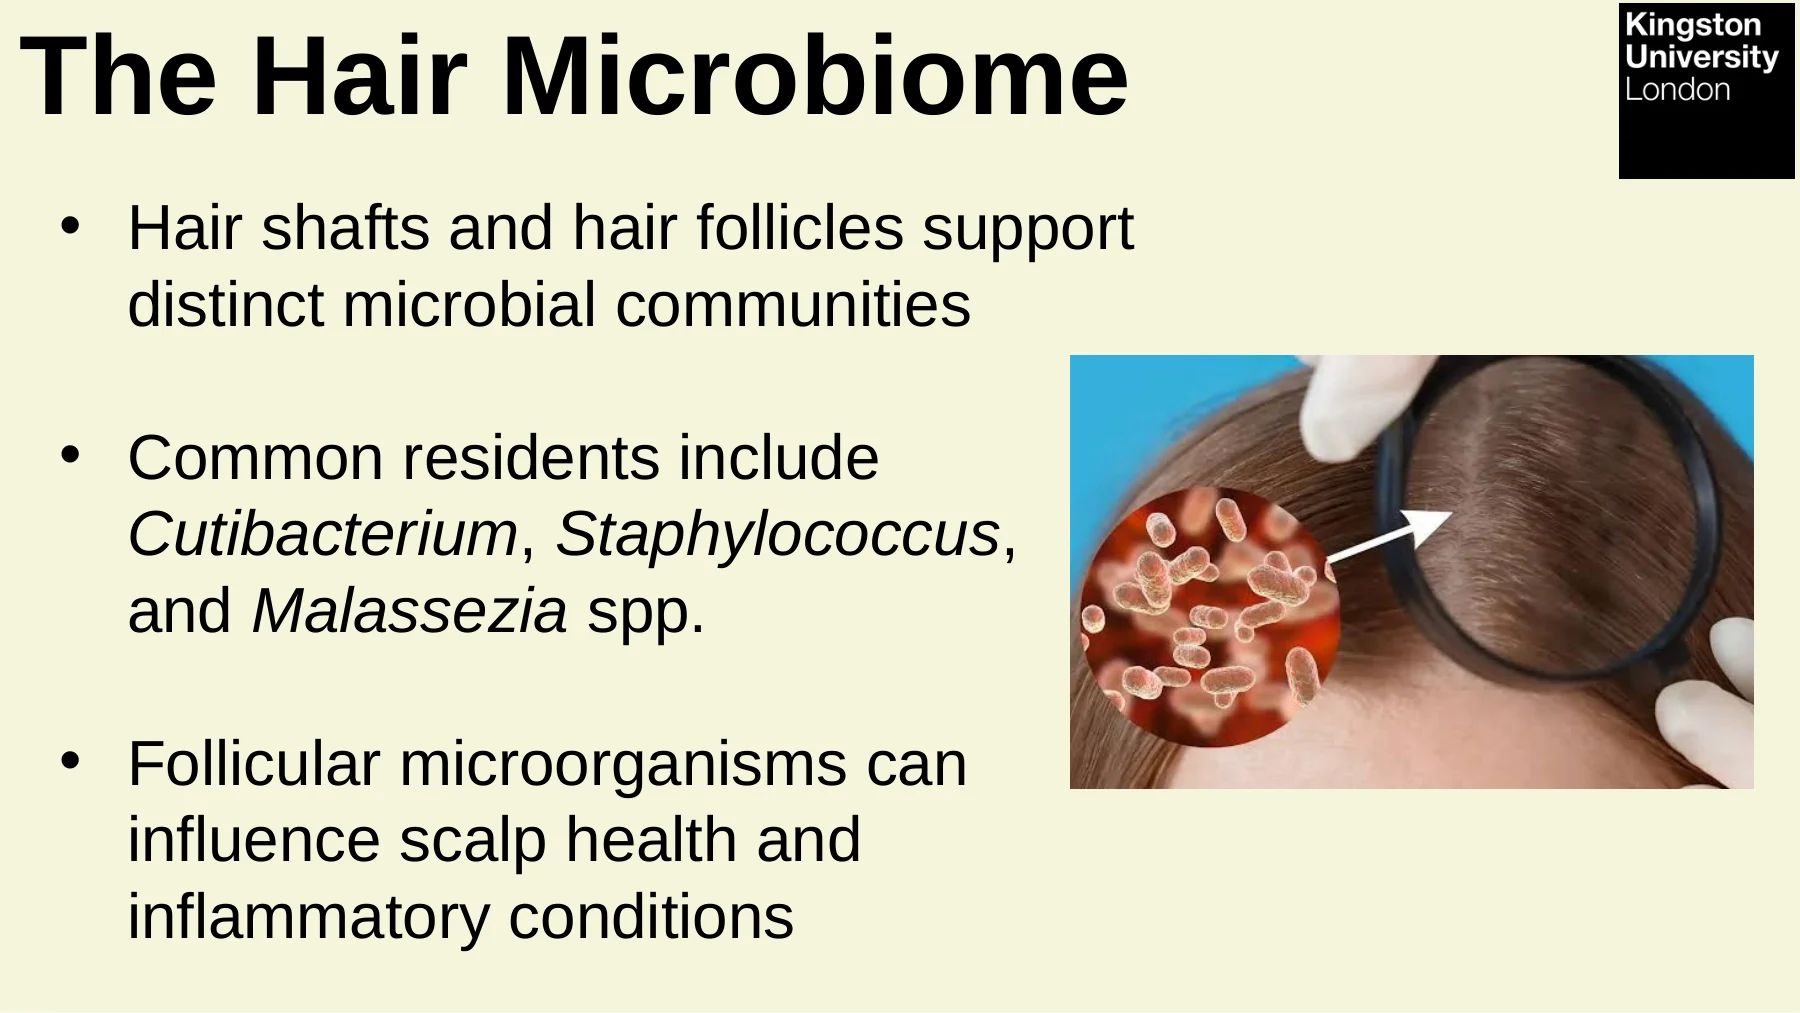 The Hair Microbiome
Kingston
University
London
• Hair shafts and hair follicles support
distinct microbial communities
• Common residents include
Cutibacterium, Staphylococcus,
and Malassezia spp.
• Follicular microorganisms can
influence scalp health and
inflammatory conditions